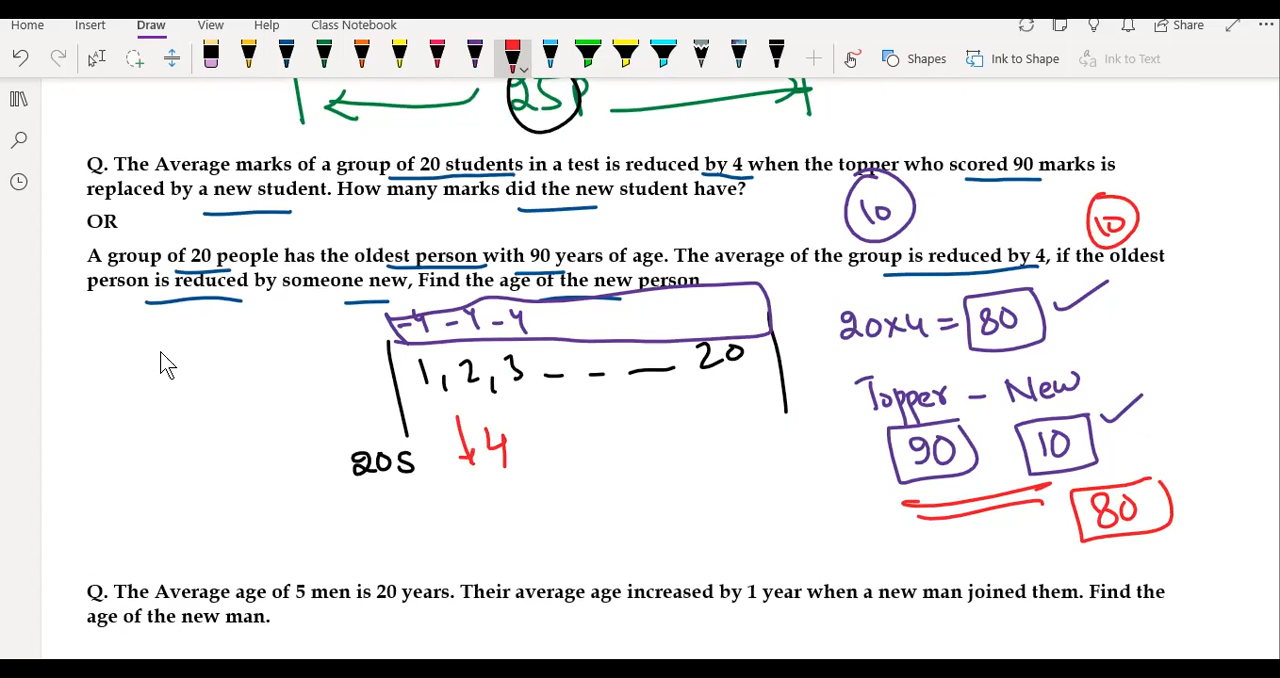 Home Insert Draw View Help Class Notebook Share
Shapes Ink to Shape Ink to Text
25P
Q. The Average marks of a group of 20 students in a test is reduced by 4 when the topper who scored 90 marks is
replaced by a new student. How many marks did the new student have?
10
10
OR
A group of 20 people has the oldest person with 90 years of age. The average of the group is reduced by 4, if the oldest
person is reduced by someone new, Find the age of the new person
-4 -4 -4
20x4 = 80
1, 2, 3 - - — 20
Topper - New
90 10
↓4
20S
80
Q. The Average age of 5 men is 20 years. Their average age increased by 1 year when a new man joined them. Find the
age of the new man.